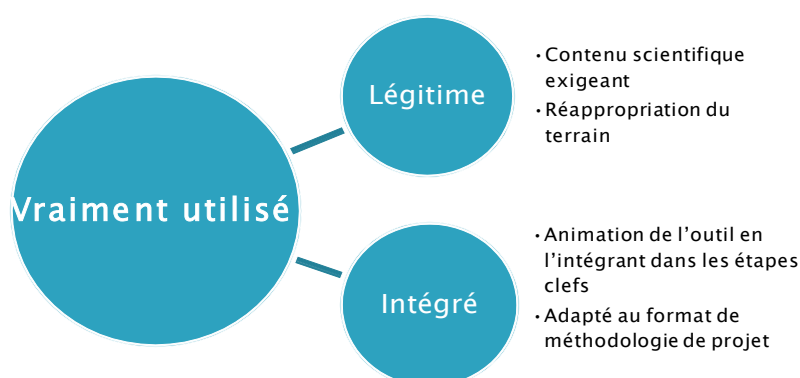 Vraiment utilisé
Légitime
• Contenu scientifique
exigeant
• Réappropriation du
terrain
Intégré
• Animation de l'outil en
l'intégrant dans les étapes
clefs
• Adapté au format de
méthodologie de projet